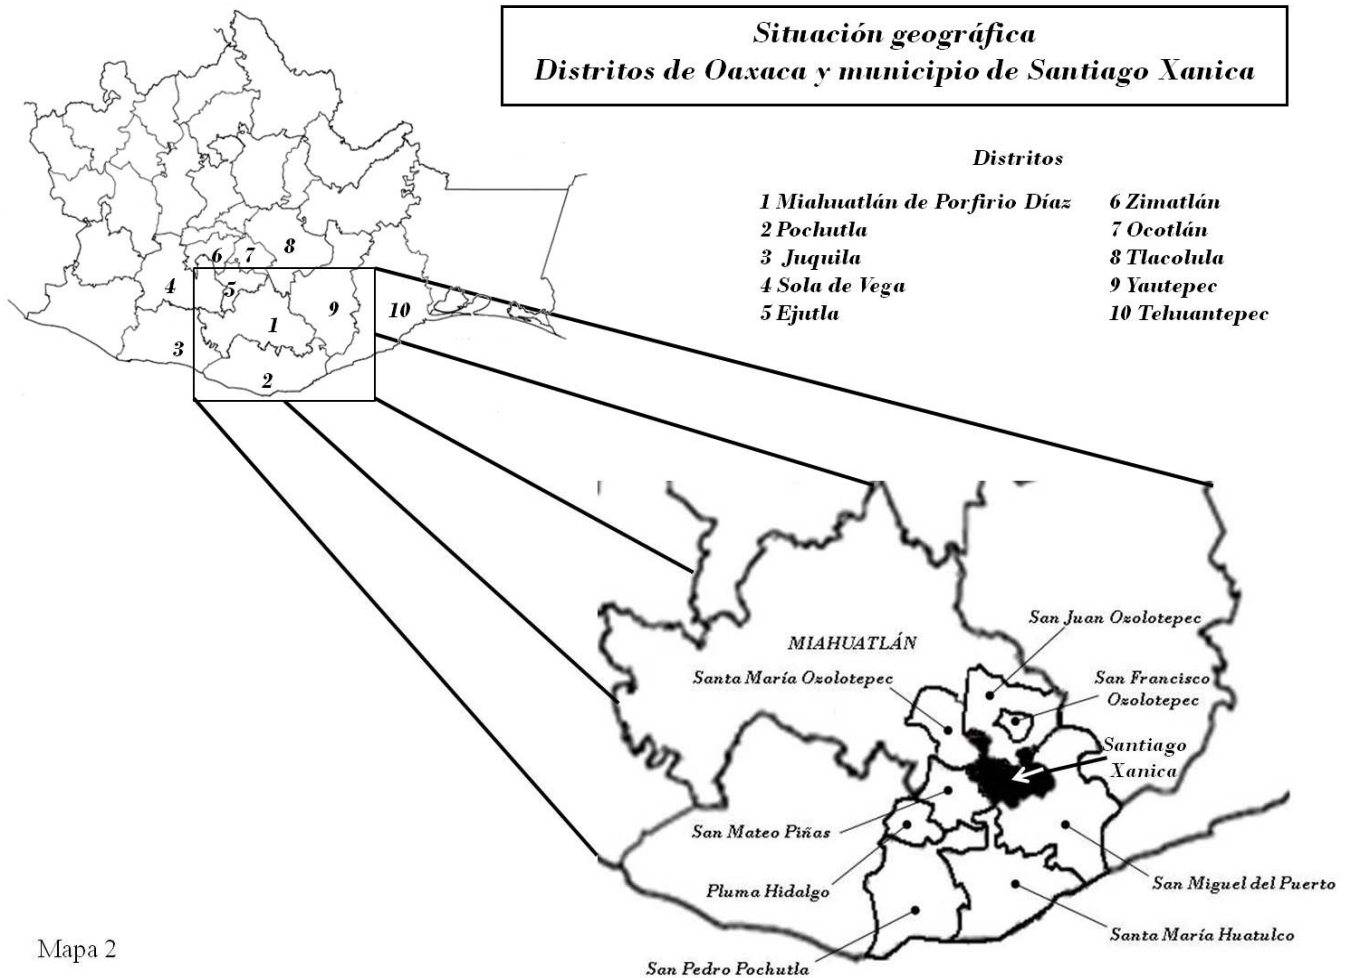 Situación geográfica
Distritos de Oaxaca y municipio de Santiago Xanica
Distritos
1 Miahuatlán de Porfirio Díaz
2 Pochutla
3 Juquila
4 Sola de Vega
5 Ejutla
6 Zimatlán
7 Ocotlán
8 Tlacolula
9 Yautepec
10 Tehuantepec
8
6
7
4
5
9
10
1
3
2
San Juan Ozolotepec
MIAHUATLÁN
Santa María Ozolotepec
San Francisco
Ozolotepec
Santiago
Xanica
San Mateo Piñas
Pluma Hidalgo
San Miguel del Puerto
Santa María Huatulco
San Pedro Pochutla
Mapa 2